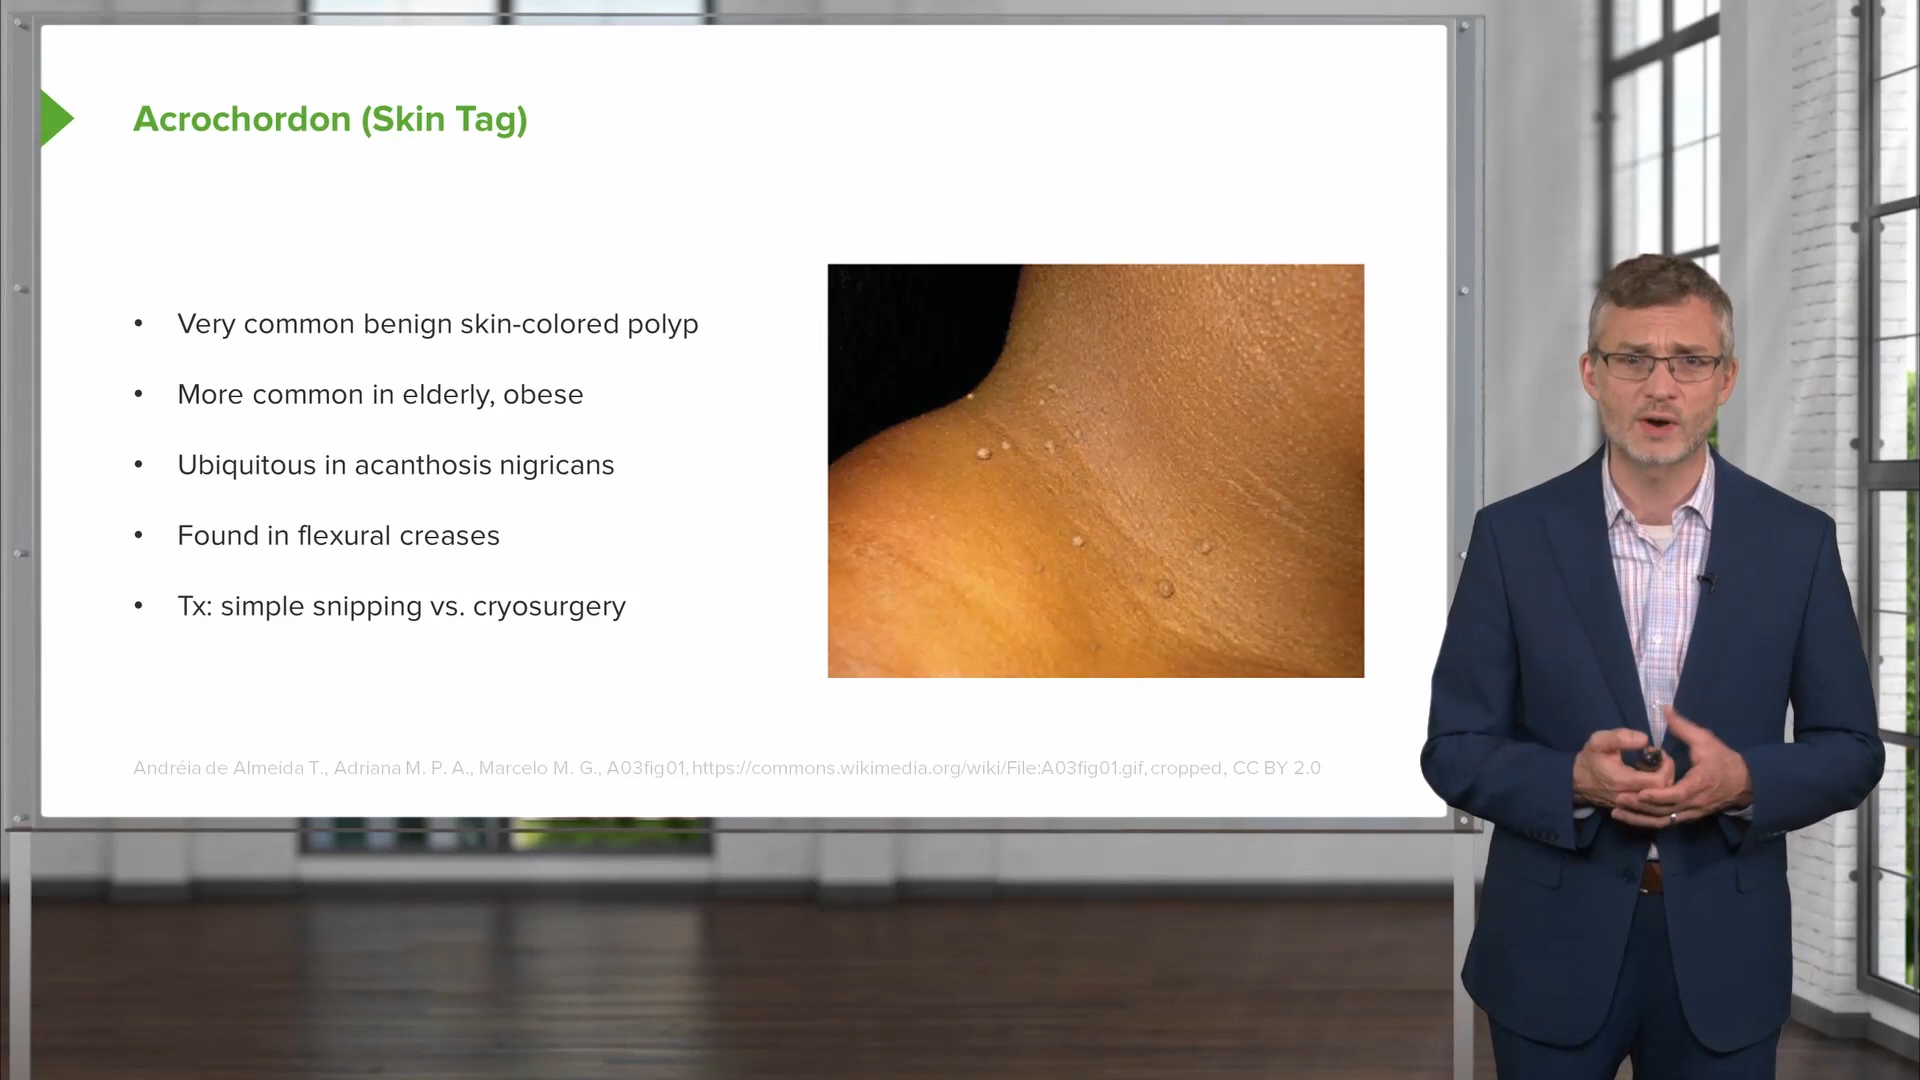 Acrochordon (Skin Tag)
• Very common benign skin-colored polyp
• More common in elderly, obese
• Ubiquitous in acanthosis nigricans
• Found in flexural creases
• Tx: simple snipping vs. cryosurgery
Andréia de Almeida T., Adriana M. P. A., Marcelo M. G., A03fig01, https://commons.wikimedia.org/wiki/File:A03fig01.gif, cropped, CC BY 2.0